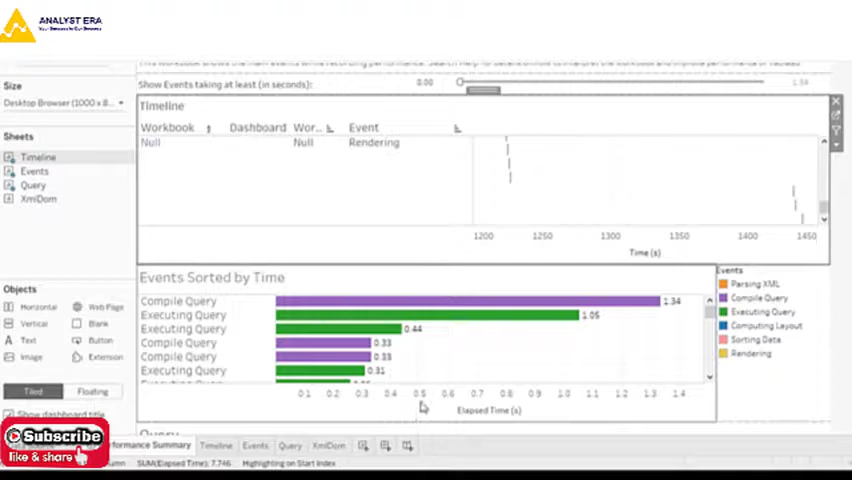 ANALYST ERA
Show Events taking at least (in seconds):
0.00
Size
Desktop Browser (1000 x 8...
Timeline
Workbook Dashboard Wor... Event
Null Null Rendering
1200 1250 1300 1350 1400 1450
Time (s)
Sheets
Timeline
Events
Query
XmlDom
Events Sorted by Time
Compile Query 1.34
Executing Query 1.05
Executing Query 0.44
Compile Query 0.33
Compile Query 0.33
Executing Query 0.31
Executing Query
0.1 0.2 0.3 0.4 0.5 0.6 0.7 0.8 0.9 1.0 1.1 1.2 1.3 1.4
Elapsed Time (s)
Events
Parsing XML
Compile Query
Executing Query
Computing Layout
Sorting Data
Rendering
Objects
Horizontal Web Page
Vertical Blank
Text Button
Image Extension
Tiled Floating
Show dashboard title
Query
Subscribe
like & share
Performance Summary Timeline Events Query XmlDom
SUM(Elapsed Time): 7.746 Highlighting on Start Index